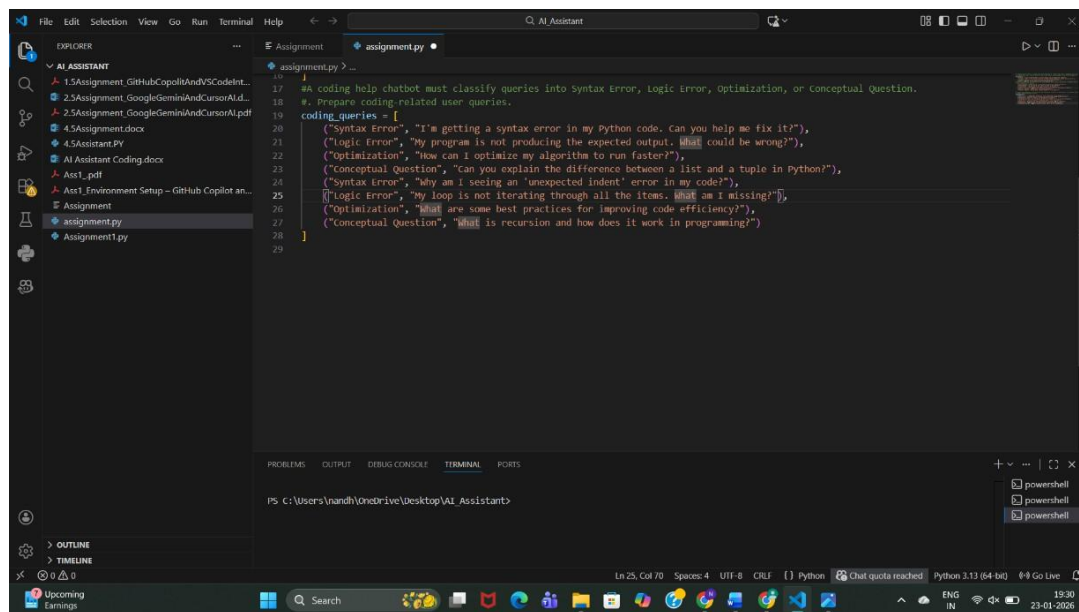 File Edit Selection View Go Run Terminal Help
AI_Assistant
EXPLORER
AI_ASSISTANT
1.5Assignment_GitHubCopolitAndVSCodeInt...
2.5Assignment_GoogleGeminiAndCursorAI.d...
2.5Assignment_GoogleGeminiAndCursorAI.pdf
4.5Assignment.docx
4.5Assistant.PY
AI Assistant Coding.docx
Ass1_.pdf
Ass1_Environment Setup – GitHub Copilot an...
Assignment
assignment.py
Assignment1.py
OUTLINE
TIMELINE
Assignment
assignment.py
assignment.py > ...
16 ]
17 #A coding help chatbot must classify queries into Syntax Error, Logic Error, Optimization, or Conceptual Question.
18 #. Prepare coding-related user queries.
19 coding_queries = [
20 ("Syntax Error", "I'm getting a syntax error in my Python code. Can you help me fix it?"),
21 ("Logic Error", "My program is not producing the expected output. What could be wrong?"),
22 ("Optimization", "How can I optimize my algorithm to run faster?"),
23 ("Conceptual Question", "Can you explain the difference between a list and a tuple in Python?"),
24 ("Syntax Error", "Why am I seeing an 'unexpected indent' error in my code?"),
25 ("Logic Error", "My loop is not iterating through all the items. What am I missing?"),
26 ("Optimization", "What are some best practices for improving code efficiency?"),
27 ("Conceptual Question", "What is recursion and how does it work in programming?")
28 ]
29
PROBLEMS OUTPUT DEBUG CONSOLE TERMINAL PORTS
PS C:\Users\nandh\OneDrive\Desktop\AI_Assistant>
powershell
powershell
powershell
0 0
Ln 25, Col 70 Spaces: 4 UTF-8 CRLF {} Python Chat quota reached Python 3.13 (64-bit) Go Live
7
Upcoming
Earnings
Search
ENG
IN
19:30
23-01-2026